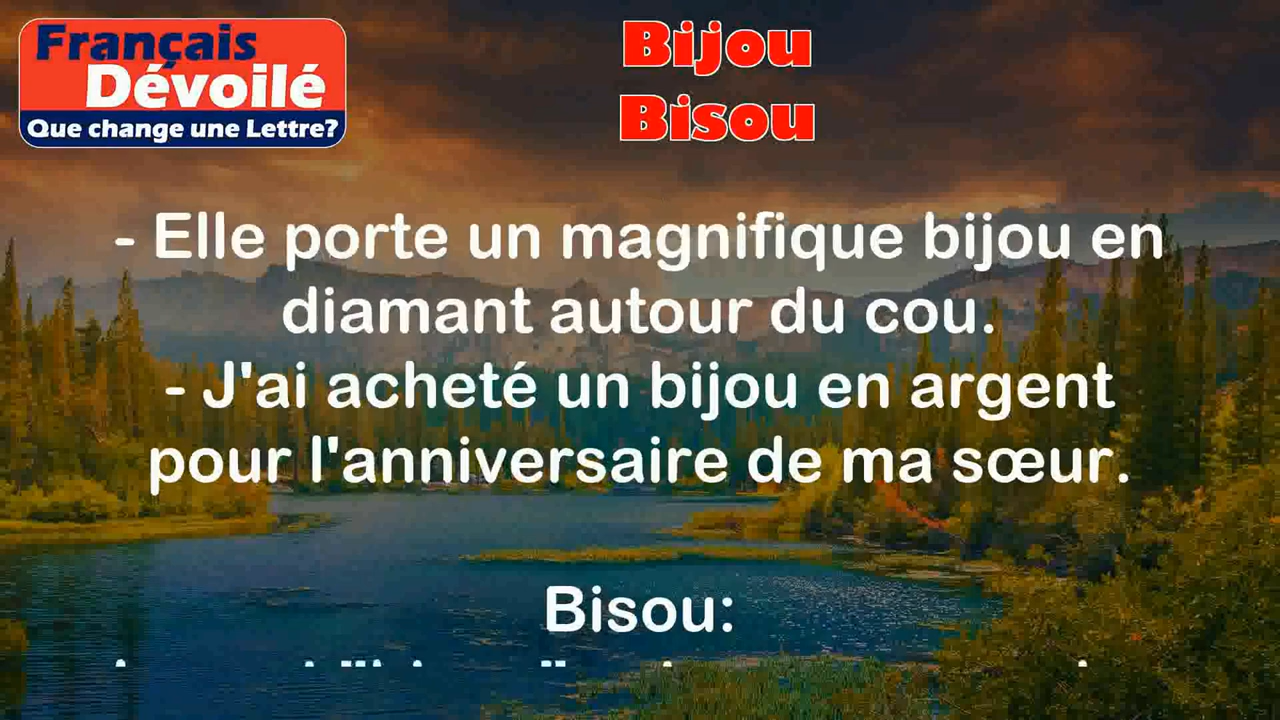 Français
Dévoilé
Que change une Lettre?
Bijou
Bisou
- Elle porte un magnifique bijou en
diamant autour du cou.
- J'ai acheté un bijou en argent
pour l'anniversaire de ma sœur.
Bisou: